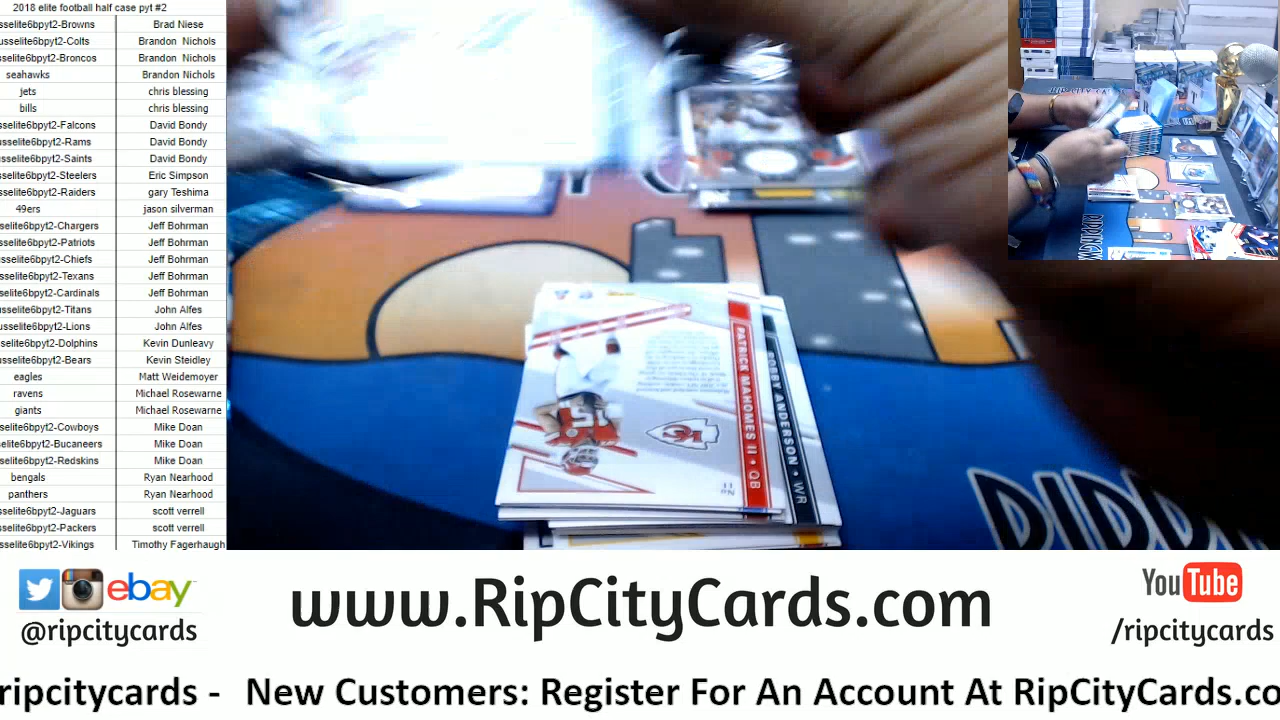 2018 elite football half case pyt #2
sselite6bpyt2-Browns Brad Niese
usselite6bpyt2-Colts Brandon Nichols
sselite6bpyt2-Broncos Brandon Nichols
seahawks Brandon Nichols
jets chris blessing
bills chris blessing
sselite6bpyt2-Falcons David Bondy
sselite6bpyt2-Rams David Bondy
sselite6bpyt2-Saints David Bondy
sselite6bpyt2-Steelers Eric Simpson
sselite6bpyt2-Raiders gary Teshima
49ers jason silverman
sselite6bpyt2-Chargers Jeff Bohrman
sselite6bpyt2-Patriots Jeff Bohrman
sselite6bpyt2-Chiefs Jeff Bohrman
sselite6bpyt2-Texans Jeff Bohrman
sselite6bpyt2-Cardinals Jeff Bohrman
sselite6bpyt2-Titans John Alfes
usselite6bpyt2-Lions John Alfes
sselite6bpyt2-Dolphins Kevin Dunleavy
sselite6bpyt2-Bears Kevin Steidley
eagles Matt Weidemoyer
ravens Michael Rosewarne
giants Michael Rosewarne
sselite6bpyt2-Cowboys Mike Doan
selite6bpyt2-Bucaneers Mike Doan
selite6bpyt2-Redskins Mike Doan
bengals Ryan Nearhood
panthers Ryan Nearhood
sselite6bpyt2-Jaguars scott verrell
sselite6bpyt2-Packers scott verrell
sselite6bpyt2-Vikings Timothy Fagerhaugh
PATRICK MAHOMES II • QB
No. 11
ROBBY ANDERSON • WR
ebay
@ripcitycards
www.RipCityCards.com
YouTube
/ripcitycards
ripcitycards - New Customers: Register For An Account At RipCityCards.co